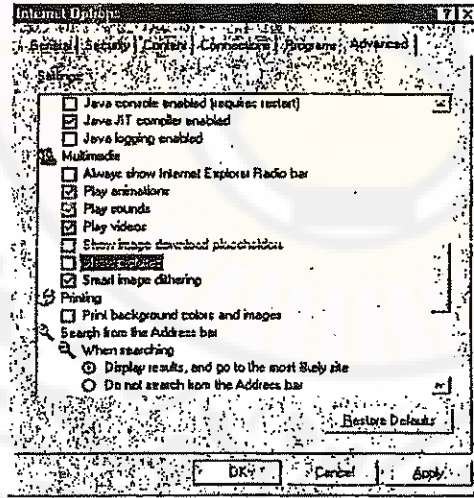 Internet Options
General Security Content Connections Programs Advanced
Settings:
Java console enabled (requires restart)
Java JIT compiler enabled
Java logging enabled
Multimedia
Always show Internet Explorer Radio bar
Play animations
Play sounds
Play videos
Show image download placeholders
Smart image dithering
Printing
Print background colors and images
Search from the Address bar
When searching
Display results, and go to the most likely site
Do not search from the Address bar
Restore Defaults
OK Cancel Apply